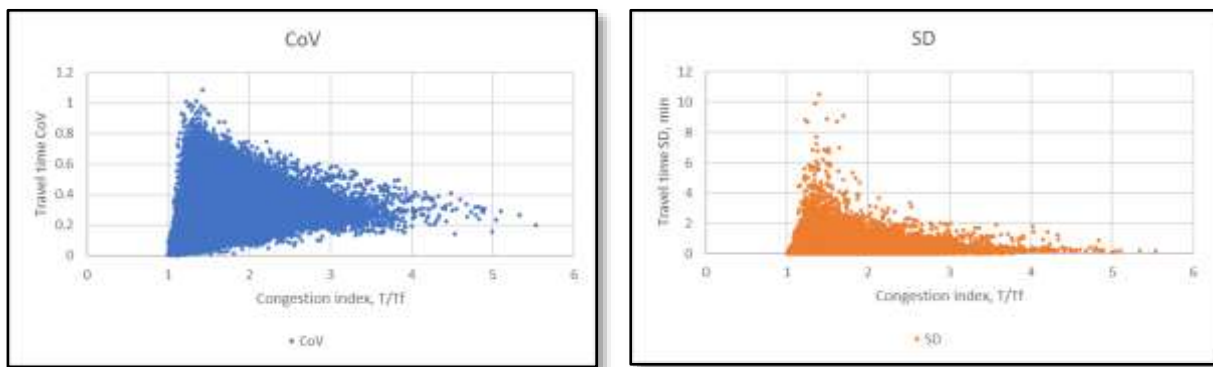 CoV
1.2
1
0.8
0.6
0.4
0.2
0
Travel time CoV
0 1 2 3 4 5 6
Congestion index, T/Tf
CoV
SD
12
10
8
6
4
2
0
Travel time SD, min
0 1 2 3 4 5 6
Congestion index, T/Tf
SD